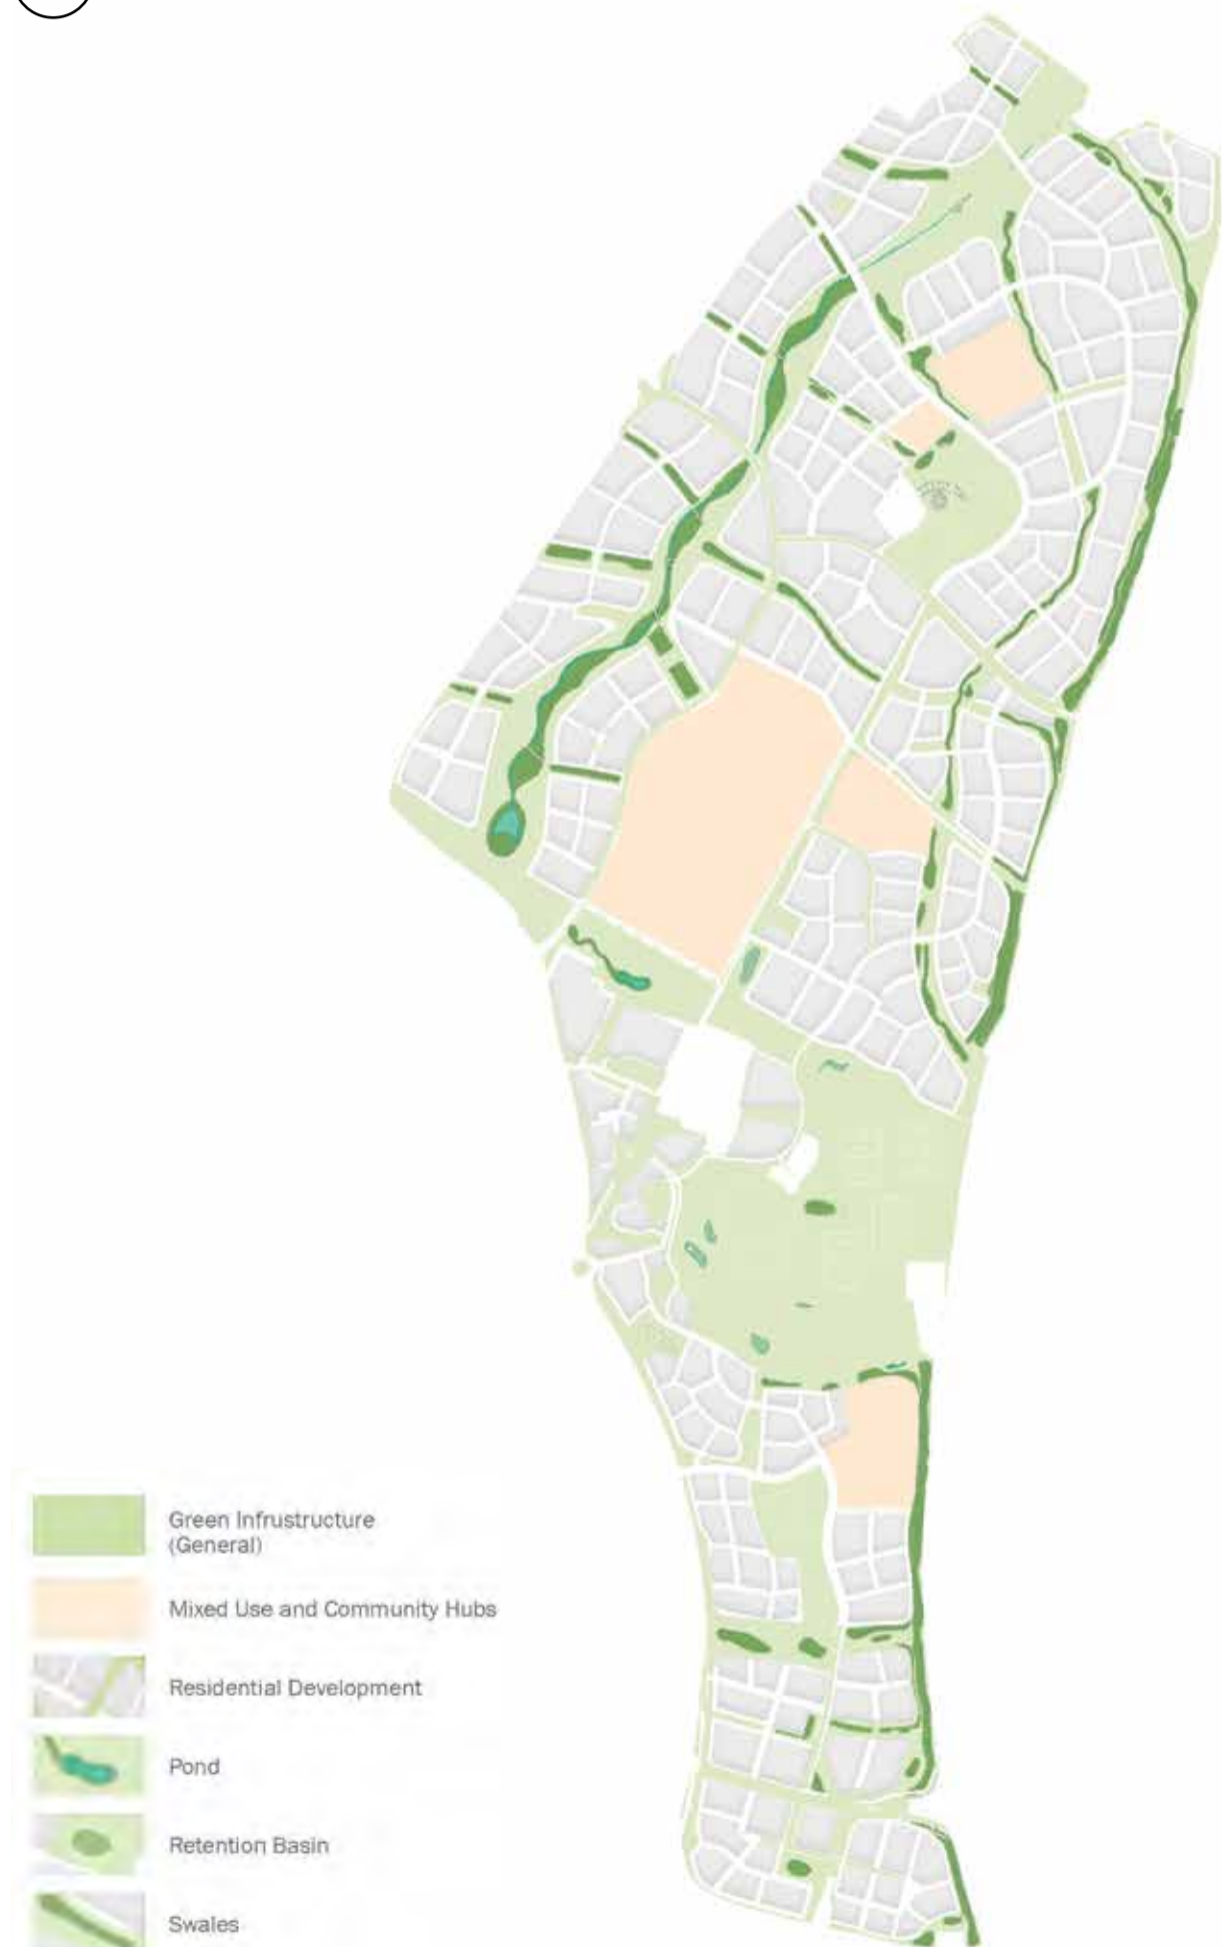 Green Infrustructure
(General)
Mixed Use and Community Hubs
Residential Development
Pond
Retention Basin
Swales